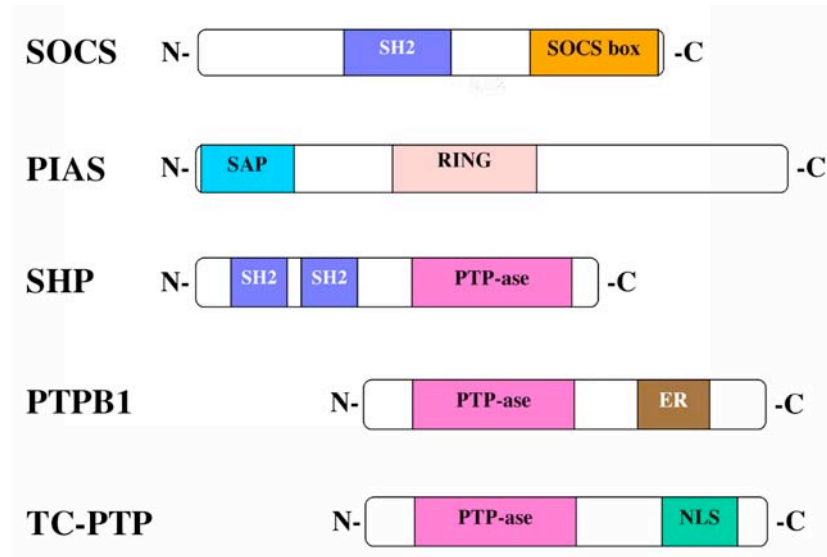 SOCS N- SH2 SOCS box -C
PIAS N- SAP RING -C
SHP N- SH2 SH2 PTP-ase -C
PTPB1 N- PTP-ase ER -C
TC-PTP N- PTP-ase NLS -C